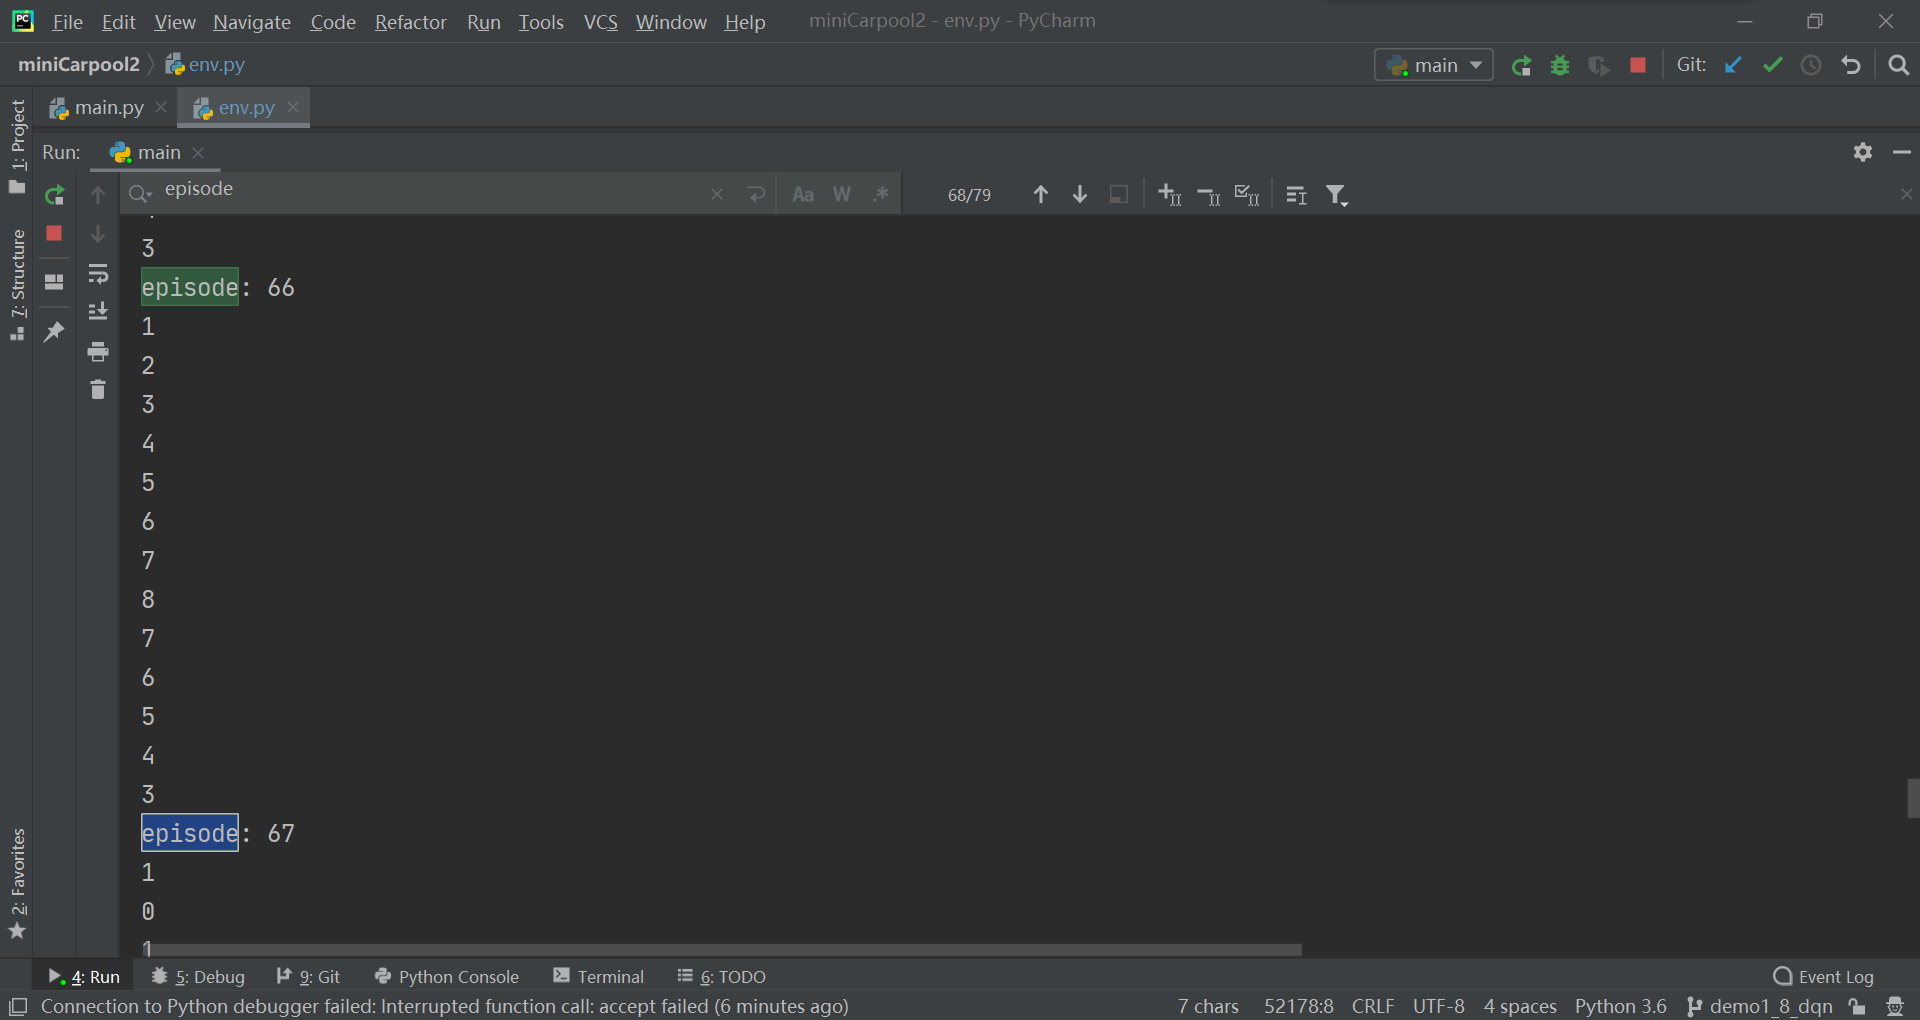 File Edit View Navigate Code Refactor Run Tools VCS Window Help miniCarpool2 - env.py - PyCharm
miniCarpool2 env.py main Git:
main.py env.py
1: Project
7: Structure
2: Favorites
Run: main
episode Aa W .* 68/79
3
episode: 66
1
2
3
4
5
6
7
8
7
6
5
4
3
episode: 67
1
0
1
4: Run 5: Debug 9: Git Python Console Terminal 6: TODO Event Log
Connection to Python debugger failed: Interrupted function call: accept failed (6 minutes ago) 7 chars 52178:8 CRLF UTF-8 4 spaces Python 3.6 demo1_8_dqn